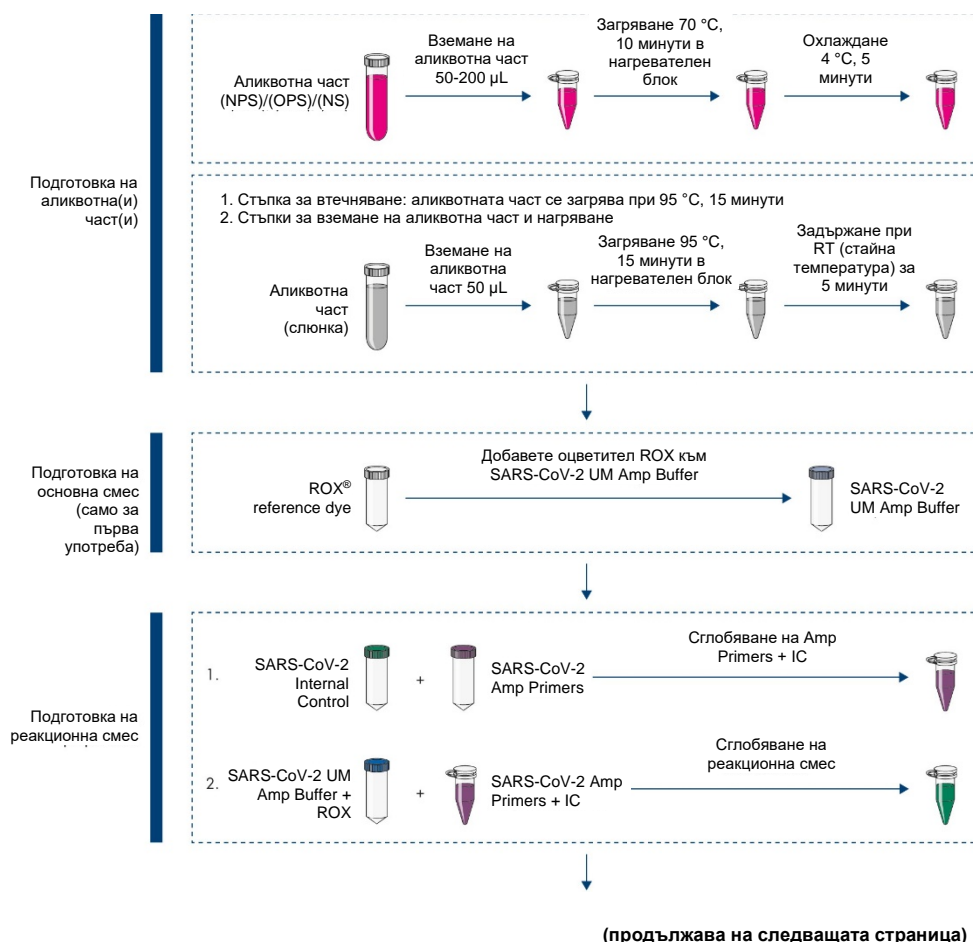 Подготовка на
аликвотна(и)
част(и)
Аликвотна част
(NPS)/(OPS)/(NS)
Вземане на
аликвотна част
50-200 µL
Загряване 70 °C,
10 минути в
нагревателен
блок
Охлаждане
4 °C, 5
минути
1. Стъпка за втечняване: аликвотната част се загрява при 95 °C, 15 минути
2. Стъпки за вземане на аликвотна част и нагряване
Аликвотна
част
(слюнка)
Вземане на
аликвотна
част 50 µL
Загряване 95 °C,
15 минути в
нагревателен блок
Задържане при
RT (стайна
температура) за
5 минути
Подготовка на
основна смес
(само за
първа
употреба)
ROX®
reference dye
Добавете оцветител ROX към
SARS-CoV-2 UM Amp Buffer
SARS-CoV-2
UM Amp Buffer
Подготовка на
реакционна смес
1.
SARS-CoV-2
Internal
Control
+
SARS-CoV-2
Amp Primers
Сглобяване на Amp
Primers + IC
2.
SARS-CoV-2 UM
Amp Buffer +
ROX
+
SARS-CoV-2 Amp
Primers + IC
Сглобяване на
реакционна смес
(продължава на следващата страница)